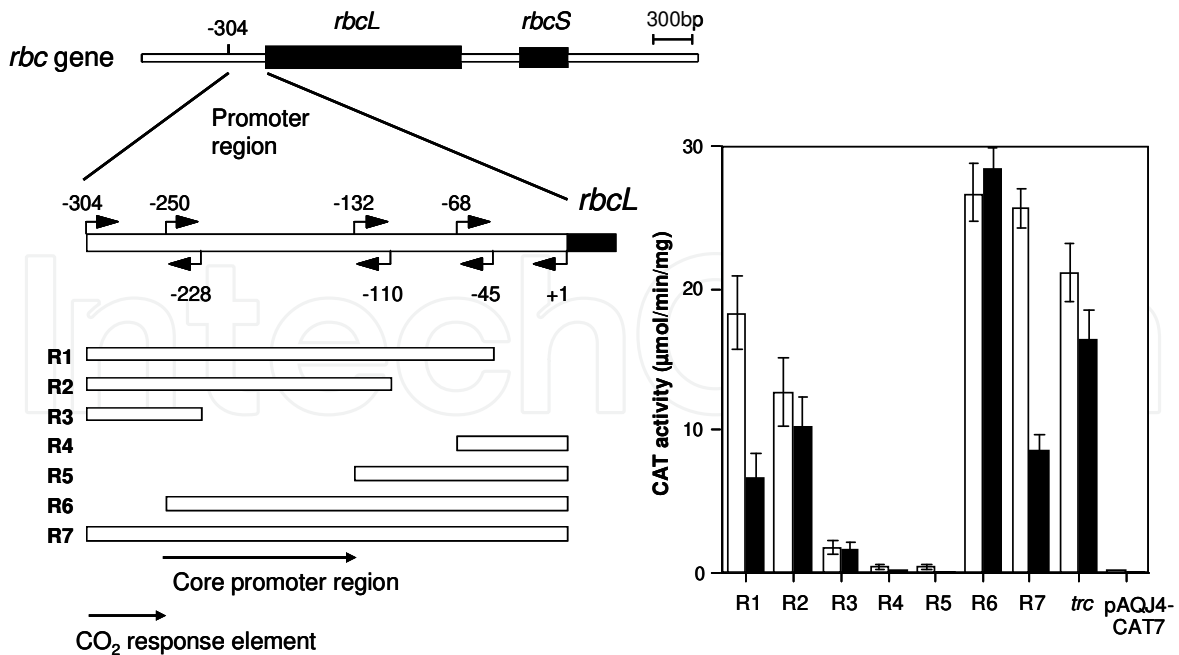 rbcL
rbcS
300bp
-304
rbc gene
Promoter
region
-304
-250
-132
-68
rbcL
-228
-110
-45
+1
R1
R2
R3
R4
R5
R6
R7
Core promoter region
CO2 response element
CAT activity (μmol/min/mg)
30
20
10
0
R1
R2
R3
R4
R5
R6
R7
trc
pAQJ4-
CAT7